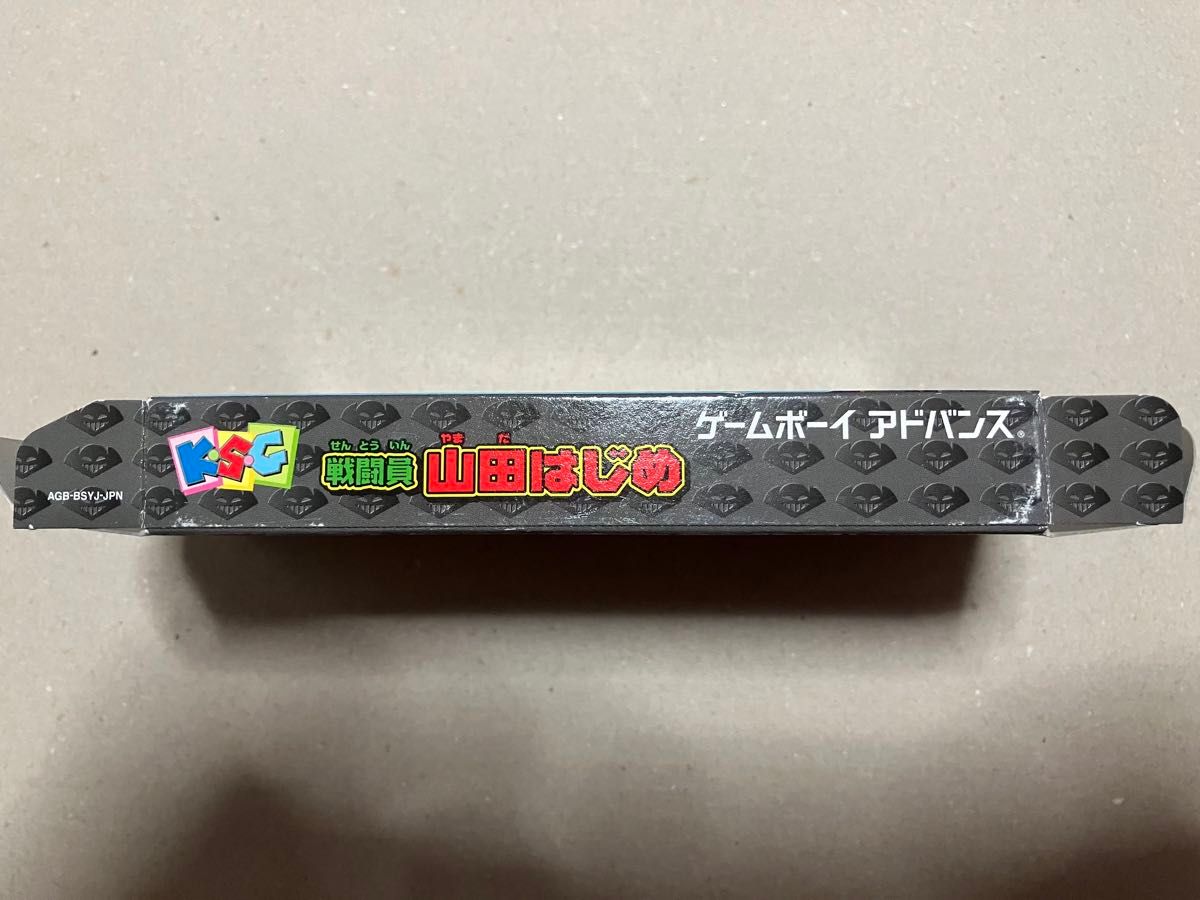 AGB-BSYJ-JPN
K・S・G
せんとういん
戦闘員
やまだ
山田はじめ
ゲームボーイ アドバンス®